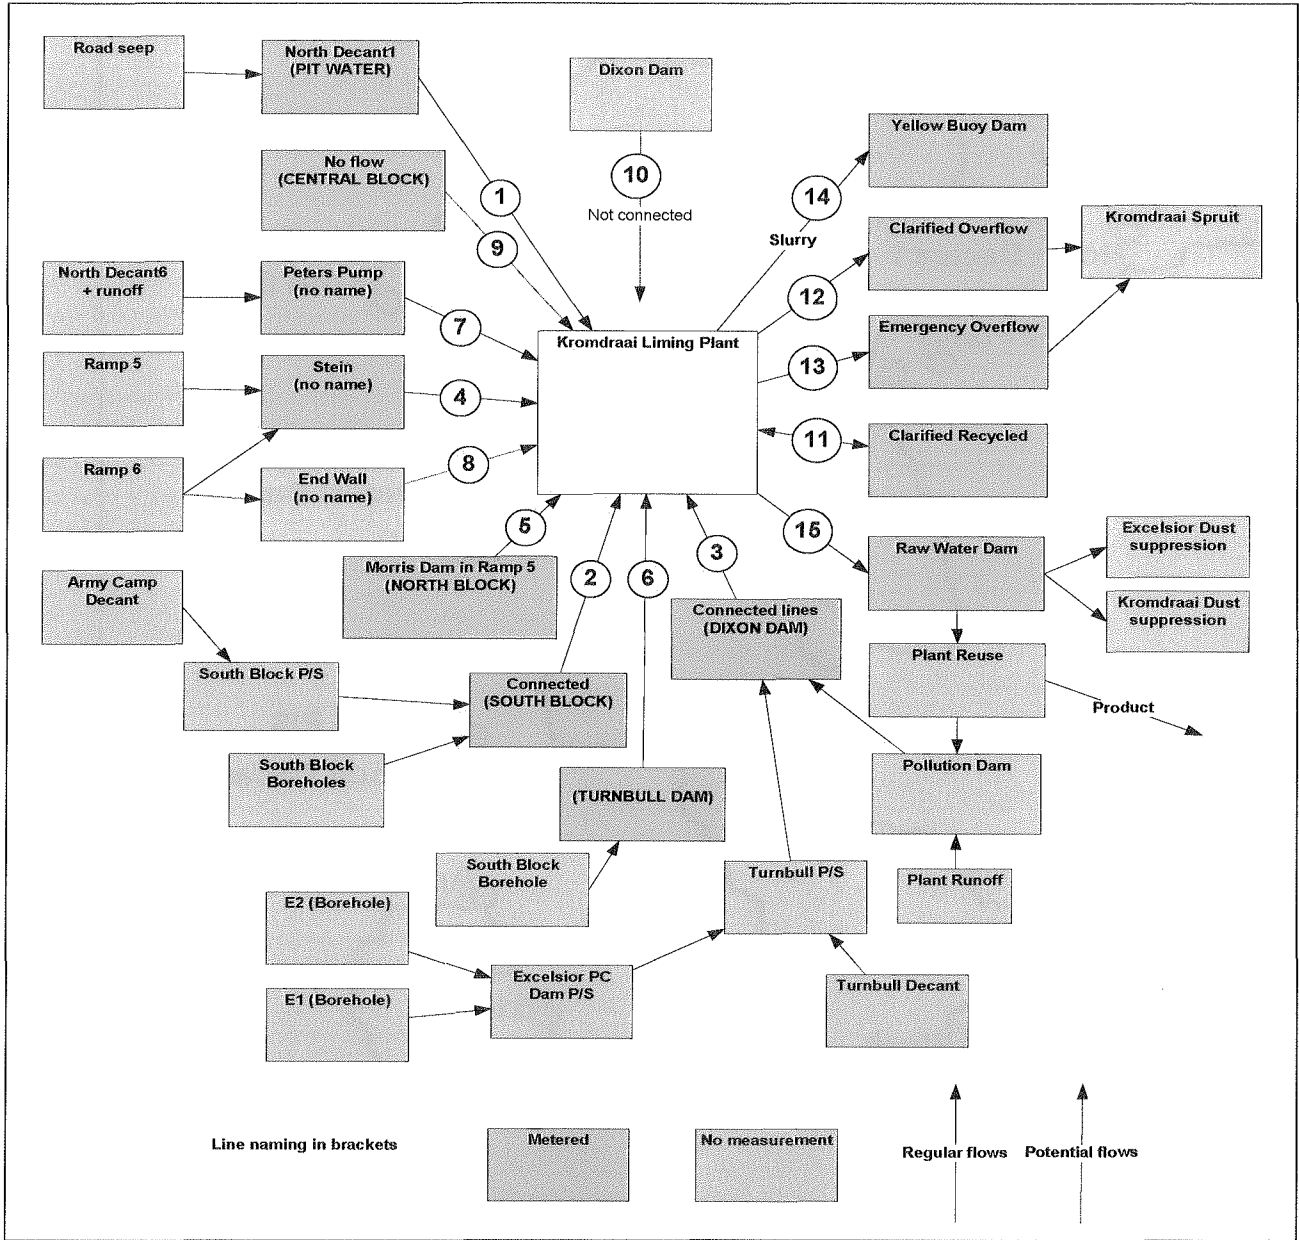 Road seep
North Decant1
(PIT WATER)
Dixon Dam
10
Not connected
Yellow Buoy Dam
No flow
(CENTRAL BLOCK)
1
14
Slurry
9
Clarified Overflow
Kromdraai Spruit
North Decant6
+ runoff
Peters Pump
(no name)
7
12
Emergency Overflow
Kromdraai Liming Plant
13
Ramp 5
Stein
(no name)
4
11
Clarified Recycled
Ramp 6
End Wall
(no name)
8
5
Morris Dam in Ramp 5
(NORTH BLOCK)
2
6
3
15
Raw Water Dam
Excelsior Dust
suppression
Kromdraai Dust
suppression
Army Camp
Decant
Connected lines
(DIXON DAM)
Plant Reuse
Product
South Block P/S
Connected
(SOUTH BLOCK)
South Block
Boreholes
(TURNBULL DAM)
Pollution Dam
South Block
Borehole
Turnbull P/S
Plant Runoff
E2 (Borehole)
E1 (Borehole)
Excelsior PC
Dam P/S
Turnbull Decant
Line naming in brackets
Metered
No measurement
Regular flows
Potential flows